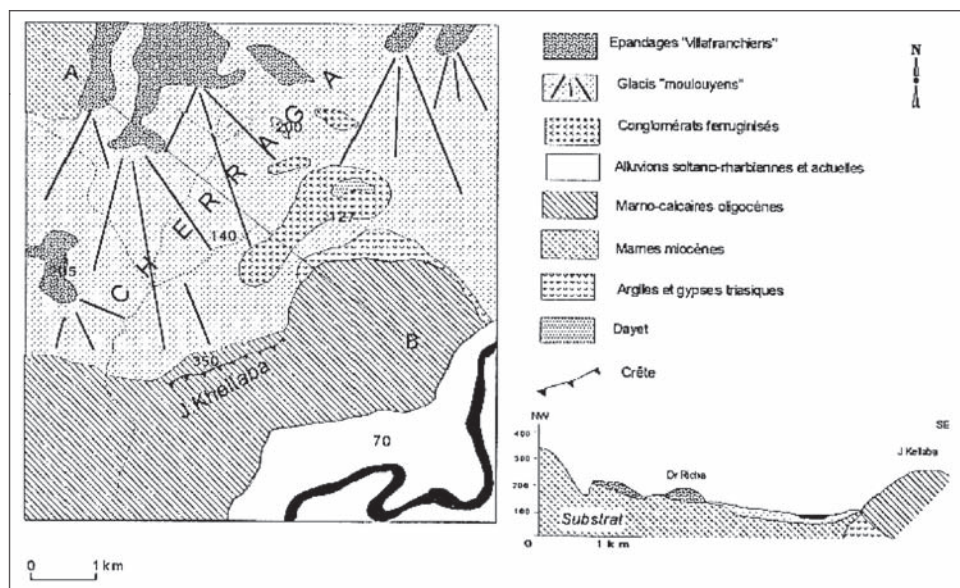 A
C H E R R A G A
200
127
140
205
350
J Khellaba
B
70
0 1 km
Epandages "Villafranchiens"
N
Glacis "moulouyens"
Conglomérats ferruginisés
Alluvions soltano-rharbiennes et actuelles
Marno-calcaires oligocènes
Marnes miocènes
Argiles et gypses triasiques
Dayet
Crête
NW
SE
400
300
200
100
0
1 km
Dr Richa
J Kellaba
Substrat